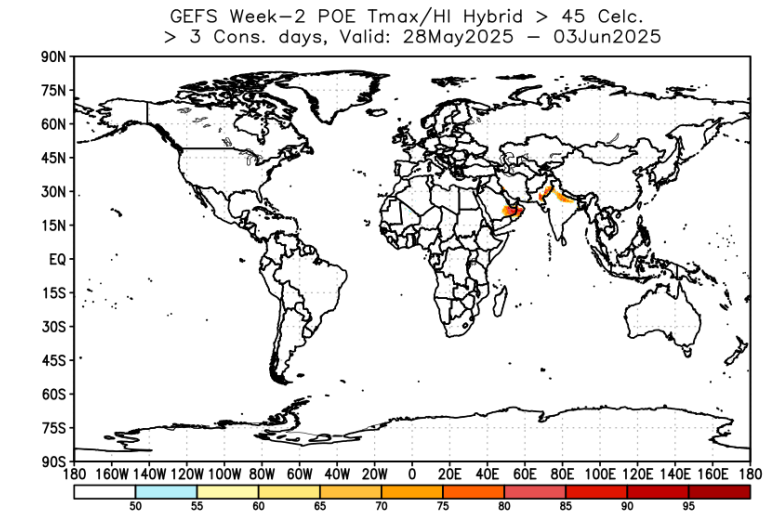 GEFS Week-2 POE Tmax/HI Hybrid > 45 Celc.
> 3 Cons. days, Valid: 28May2025 - 03Jun2025
90N
75N
60N
45N
30N
15N
EQ
15S
30S
45S
60S
75S
90S
180 160W 140W 120W 100W 80W 60W 40W 20W 0 20E 40E 60E 80E 100E 120E 140E 160E 180
50 55 60 65 70 75 80 85 90 95